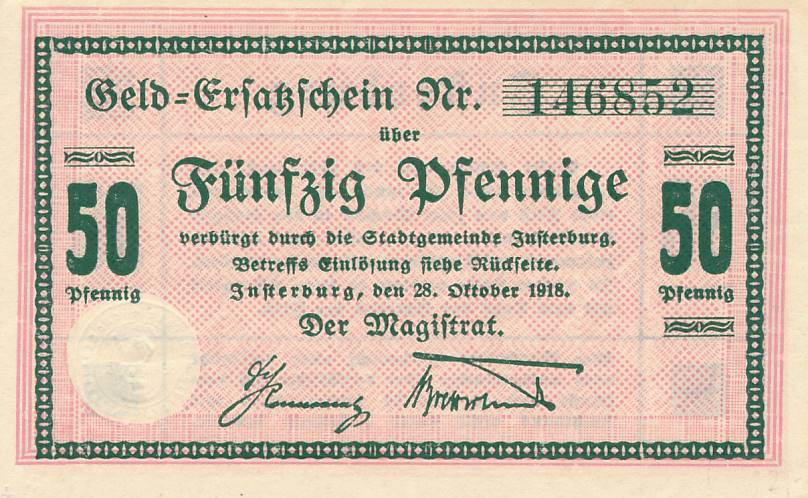 Geld-Ersatzschein Nr. 146852
über
Fünfzig Pfennige
50
Pfennig
50
Pfennig
verbürgt durch die Stadtgemeinde Insterburg.
Betreffs Einlösung siehe Rückseite.
Insterburg, den 28. Oktober 1918.
Der Magistrat.